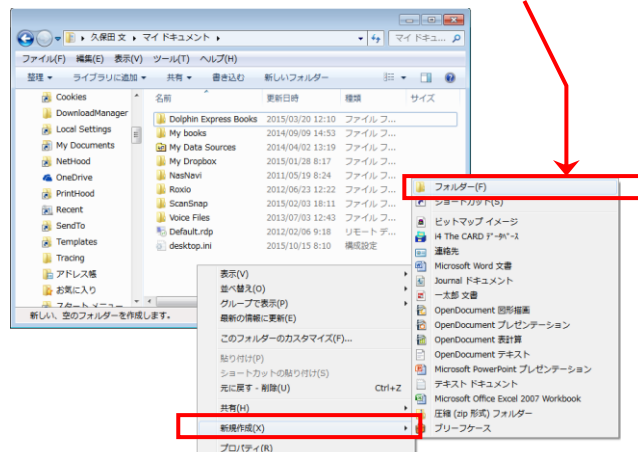 久保田 文 ▸ マイ ドキュメント ▸
マイ ドキュ...
ファイル(F) 編集(E) 表示(V) ツール(T) ヘルプ(H)
整理 ライブラリに追加 共有 書き込む 新しいフォルダー
Cookies
DownloadManager
Local Settings
My Documents
NetHood
OneDrive
PrintHood
Recent
SendTo
Templates
Tracing
アドレス帳
お気に入り
スタート メニュー
名前 更新日時 種類 サイズ
Dolphin Express Books 2015/03/20 12:10 ファイル フ...
My books 2014/09/09 14:53 ファイル フ...
My Data Sources 2014/04/02 13:19 ファイル フ...
My Dropbox 2015/01/28 8:17 ファイル フ...
NasNavi 2011/05/19 8:24 ファイル フ...
Roxio 2012/06/23 12:22 ファイル フ...
ScanSnap 2015/02/03 18:11 ファイル フ...
Voice Files 2013/07/03 12:43 ファイル フ...
Default.rdp 2012/02/06 9:18 リモート デ...
desktop.ini 2015/10/15 8:10 構成設定
新しい、空のフォルダーを作成します。
表示(V)
並べ替え(O)
グループで表示(P)
最新の情報に更新(E)
このフォルダーのカスタマイズ(F)...
貼り付け(P)
ショートカットの貼り付け(S)
元に戻す - 削除(U) Ctrl+Z
共有(H)
新規作成(X)
プロパティ(R)
フォルダー(F)
ショートカット(S)
ビットマップ イメージ
i4 The CARD ﾃﾞｰﾀﾍﾞｰｽ
連絡先
Microsoft Word 文書
Journal ドキュメント
一太郎 文書
OpenDocument 図形描画
OpenDocument プレゼンテーション
OpenDocument 表計算
OpenDocument テキスト
Microsoft PowerPoint プレゼンテーション
テキスト ドキュメント
Microsoft Office Excel 2007 Workbook
圧縮 (zip 形式) フォルダー
ブリーフケース